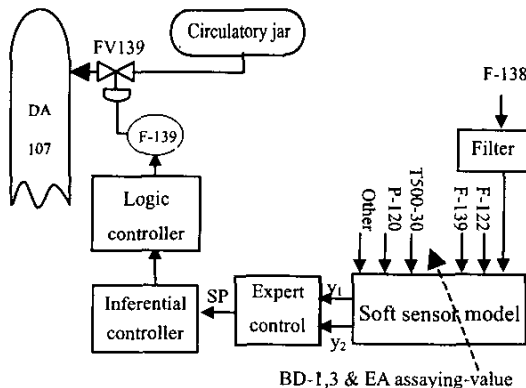 Circulatory jar
FV139
F-138
DA
107
F-139
Filter
Other
P-120
T500-30
F-139
F-122
Logic
controller
Inferential
controller
SP
Expert
control
y1
y2
Soft sensor model
BD-1,3 & EA assaying-value